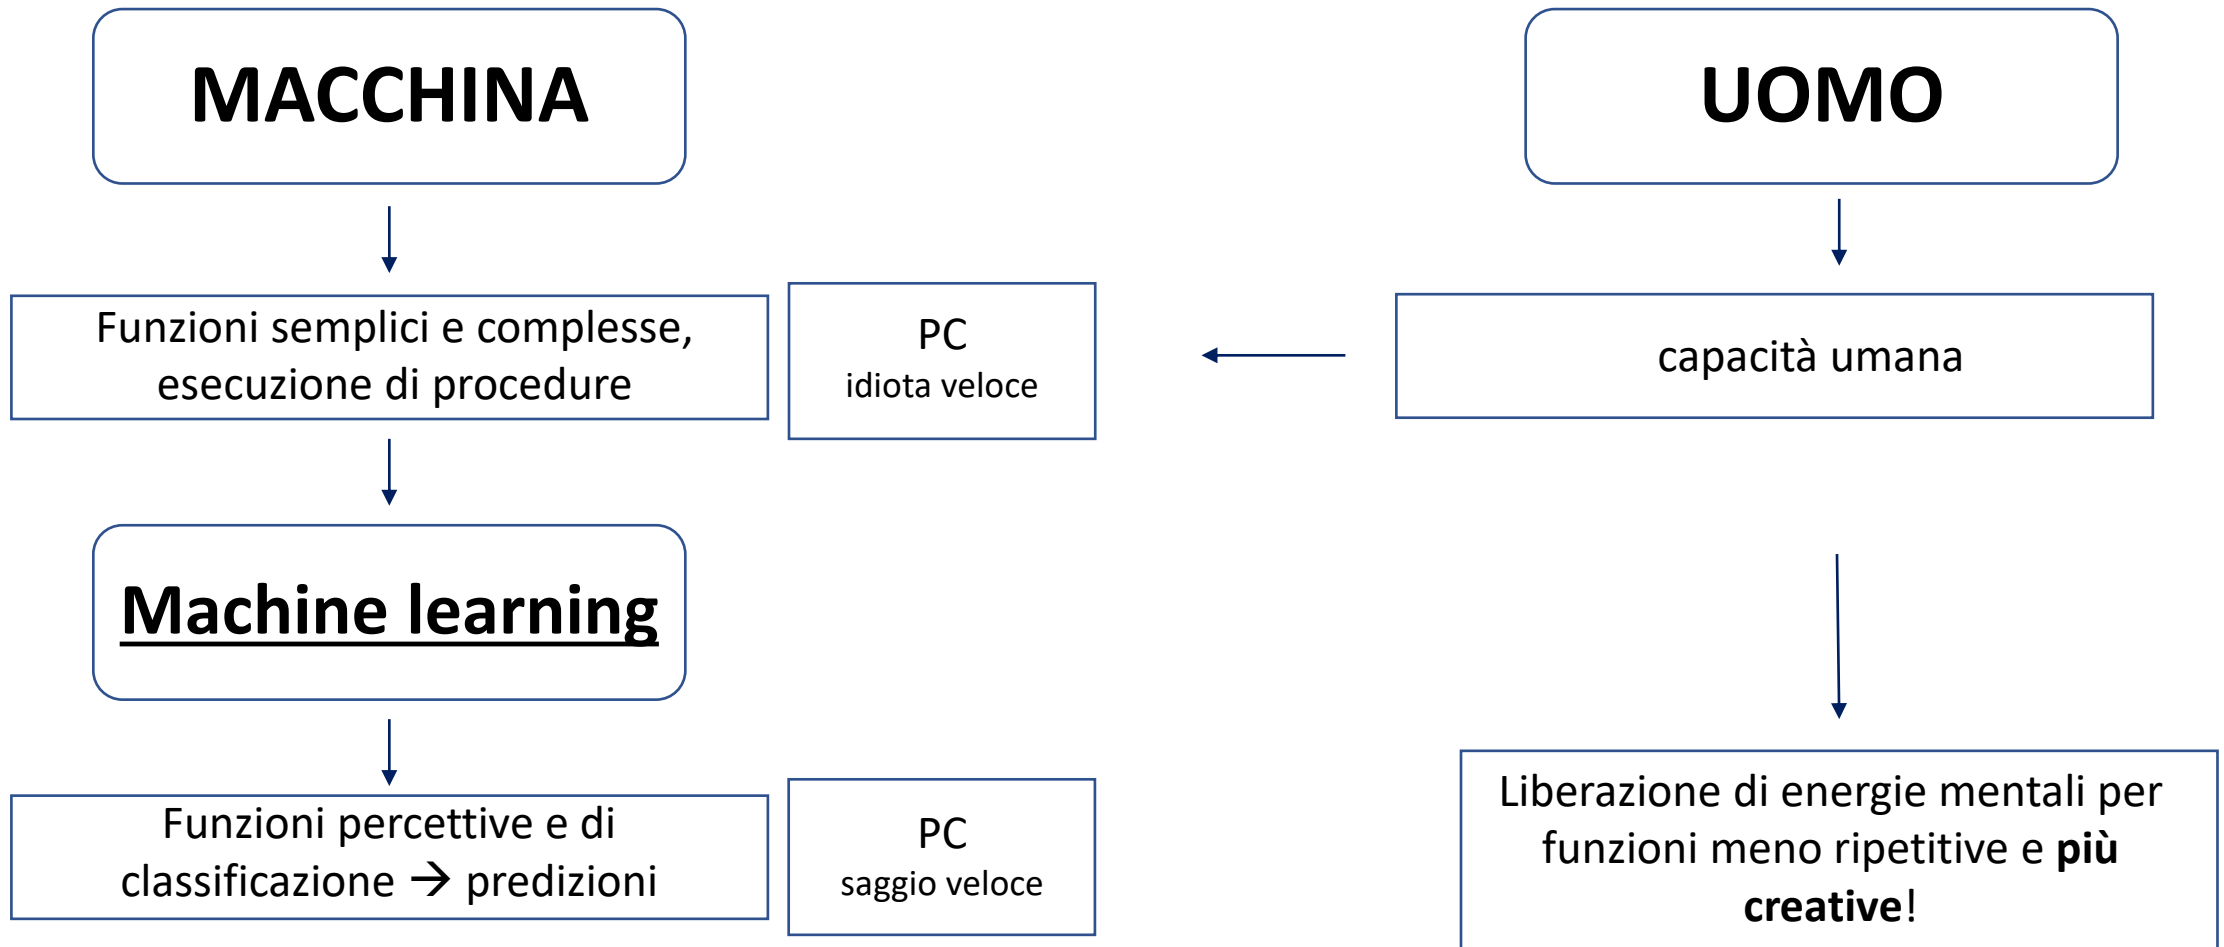 MACCHINA
UOMO
Funzioni semplici e complesse,
esecuzione di procedure
PC
idiota veloce
capacità umana
Machine learning
Funzioni percettive e di
classificazione → predizioni
PC
saggio veloce
Liberazione di energie mentali per
funzioni meno ripetitive e più
creative!